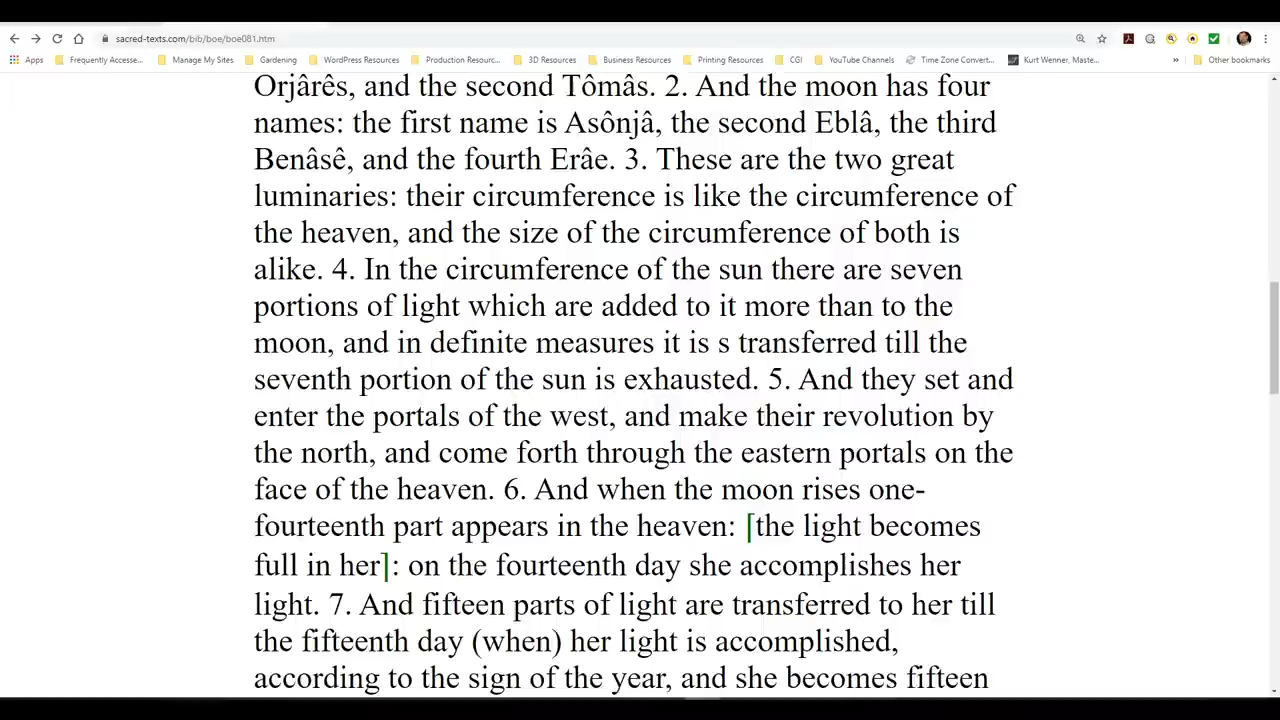 sacred-texts.com/bib/boe/boe081.htm
Apps Frequently Accesse... Manage My Sites Gardening WordPress Resources Production Resourc... 3D Resources Business Resources Printing Resources CGI YouTube Channels Time Zone Convert... Kurt Wenner, Maste... » Other bookmarks
Orjârês, and the second Tômâs. 2. And the moon has four
names: the first name is Asônjâ, the second Eblâ, the third
Benâsê, and the fourth Erâe. 3. These are the two great
luminaries: their circumference is like the circumference of
the heaven, and the size of the circumference of both is
alike. 4. In the circumference of the sun there are seven
portions of light which are added to it more than to the
moon, and in definite measures it is s transferred till the
seventh portion of the sun is exhausted. 5. And they set and
enter the portals of the west, and make their revolution by
the north, and come forth through the eastern portals on the
face of the heaven. 6. And when the moon rises one-
fourteenth part appears in the heaven: ⌈the light becomes
full in her⌉: on the fourteenth day she accomplishes her
light. 7. And fifteen parts of light are transferred to her till
the fifteenth day (when) her light is accomplished,
according to the sign of the year, and she becomes fifteen